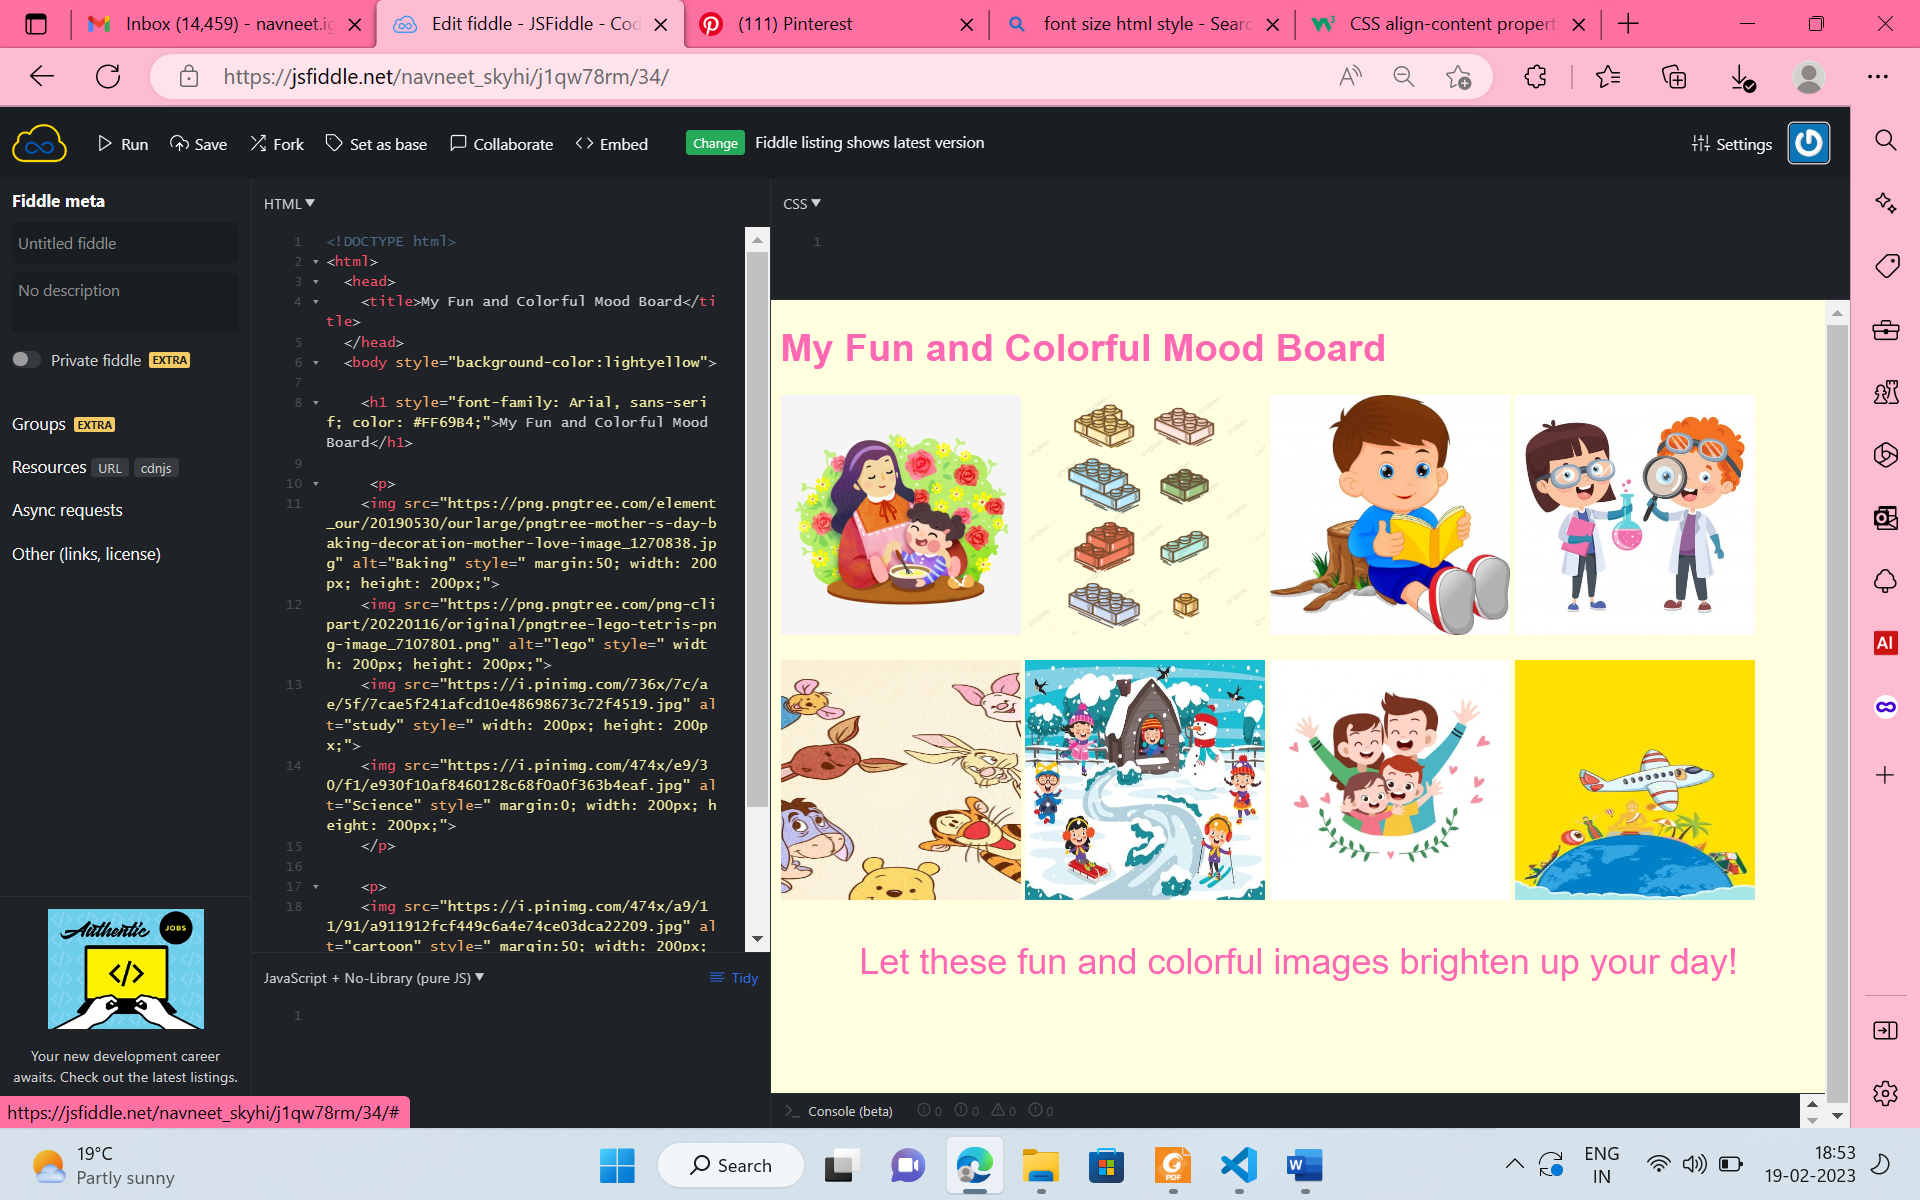 Inbox (14,459) - navneet.ig
Edit fiddle - JSFiddle - Cod
(111) Pinterest
font size html style - Searc
CSS align-content propert
https://jsfiddle.net/navneet_skyhi/j1qw78rm/34/
Run
Save
Fork
Set as base
Collaborate
Embed
Change
Fiddle listing shows latest version
Settings
Fiddle meta
Untitled fiddle
No description
Private fiddle EXTRA
Groups EXTRA
Resources URL cdnjs
Async requests
Other (links, license)
Authentic JOBS
</>
Your new development career
awaits. Check out the latest listings.
https://jsfiddle.net/navneet_skyhi/j1qw78rm/34/#
HTML
1 <!DOCTYPE html>
2 <html>
3 <head>
4 <title>My Fun and Colorful Mood Board</ti
tle>
5 </head>
6 <body style="background-color:lightyellow">
7
8 <h1 style="font-family: Arial, sans-seri
f; color: #FF69B4;">My Fun and Colorful Mood
Board</h1>
9
10 <p>
11 <img src="https://png.pngtree.com/element
_our/20190530/ourlarge/pngtree-mother-s-day-b
aking-decoration-mother-love-image_1270838.jp
g" alt="Baking" style=" margin:50; width: 200
px; height: 200px;">
12 <img src="https://png.pngtree.com/png-cli
part/20220116/original/pngtree-lego-tetris-pn
g-image_7107801.png" alt="lego" style=" widt
h: 200px; height: 200px;">
13 <img src="https://i.pinimg.com/736x/7c/a
e/5f/7cae5f241afcd10e48698673c72f4519.jpg" al
t="study" style=" width: 200px; height: 200p
x;">
14 <img src="https://i.pinimg.com/474x/e9/3
0/f1/e930f10af8460128c68f0a0f363b4eaf.jpg" al
t="Science" style=" margin:0; width: 200px; h
eight: 200px;">
15 </p>
16
17 <p>
18 <img src="https://i.pinimg.com/474x/a9/1
1/91/a911912fcf449c6a4e74ce03dca22209.jpg" al
t="cartoon" style=" margin:50; width: 200px;
JavaScript + No-Library (pure JS)
Tidy
1
CSS
1
My Fun and Colorful Mood Board
Let these fun and colorful images brighten up your day!
Console (beta)
0 0 0 0
AI
19°C
Partly sunny
Search
PDF
W
ENG
IN
18:53
19-02-2023